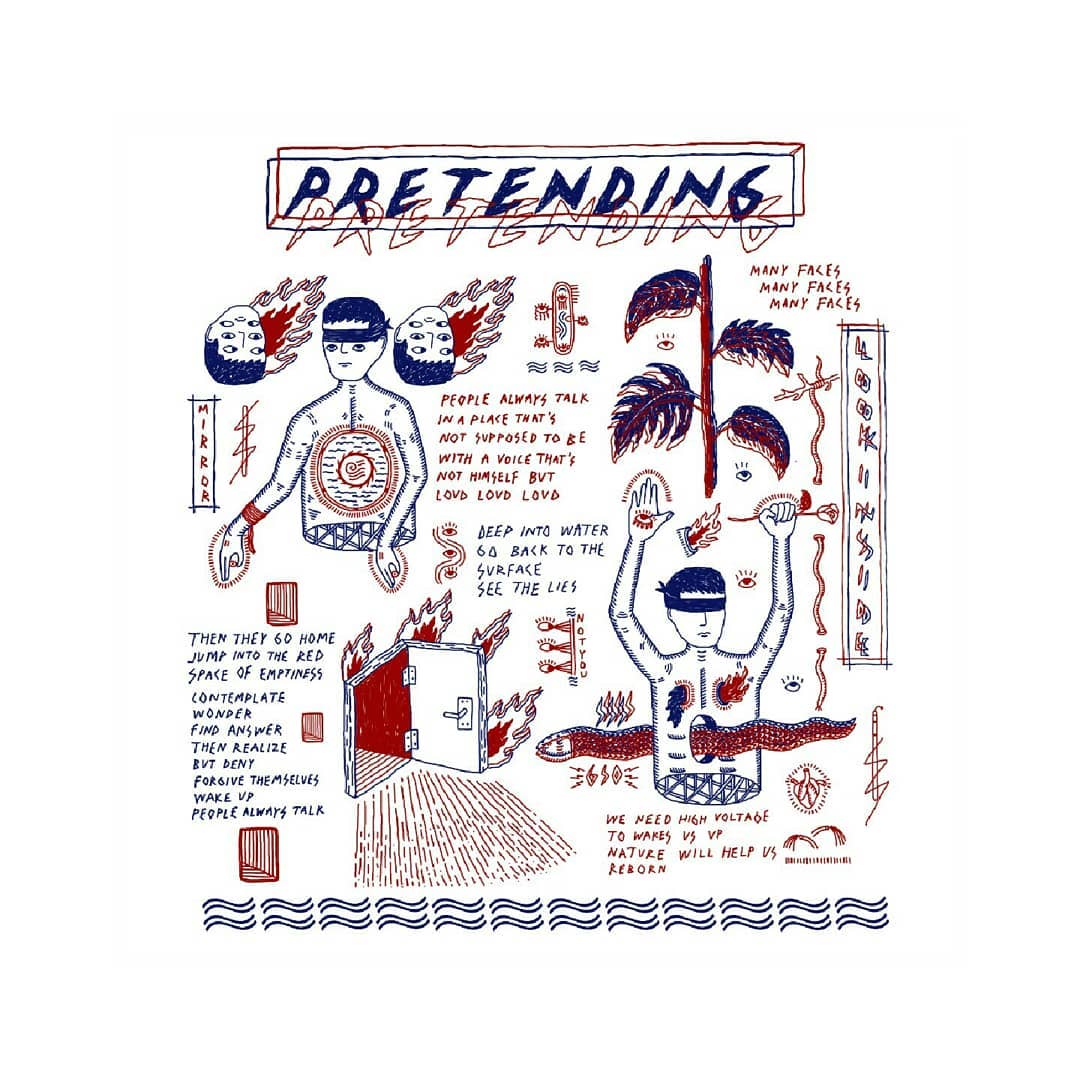 PRETENDING
PRETENDING
MANY FACES
MANY FACES
MANY FACES
MIRROR
PEOPLE ALWAYS TALK
IN A PLACE THAT'S
NOT SUPPOSED TO BE
WITH A VOICE THAT'S
NOT HIMSELF BUT
LOUD LOUD LOUD
LOOK INSIDE
DEEP INTO WATER
GO BACK TO THE
SURFACE
SEE THE LIES
NOT YOU
THEN THEY GO HOME
JUMP INTO THE RED
SPACE OF EMPTINESS
CONTEMPLATE
WONDER
FIND ANSWER
THEN REALIZE
BUT DENY
FORGIVE THEMSELVES
WAKE UP
PEOPLE ALWAYS TALK
WE NEED HIGH VOLTAGE
TO WAKES US UP
NATURE WILL HELP US
REBORN